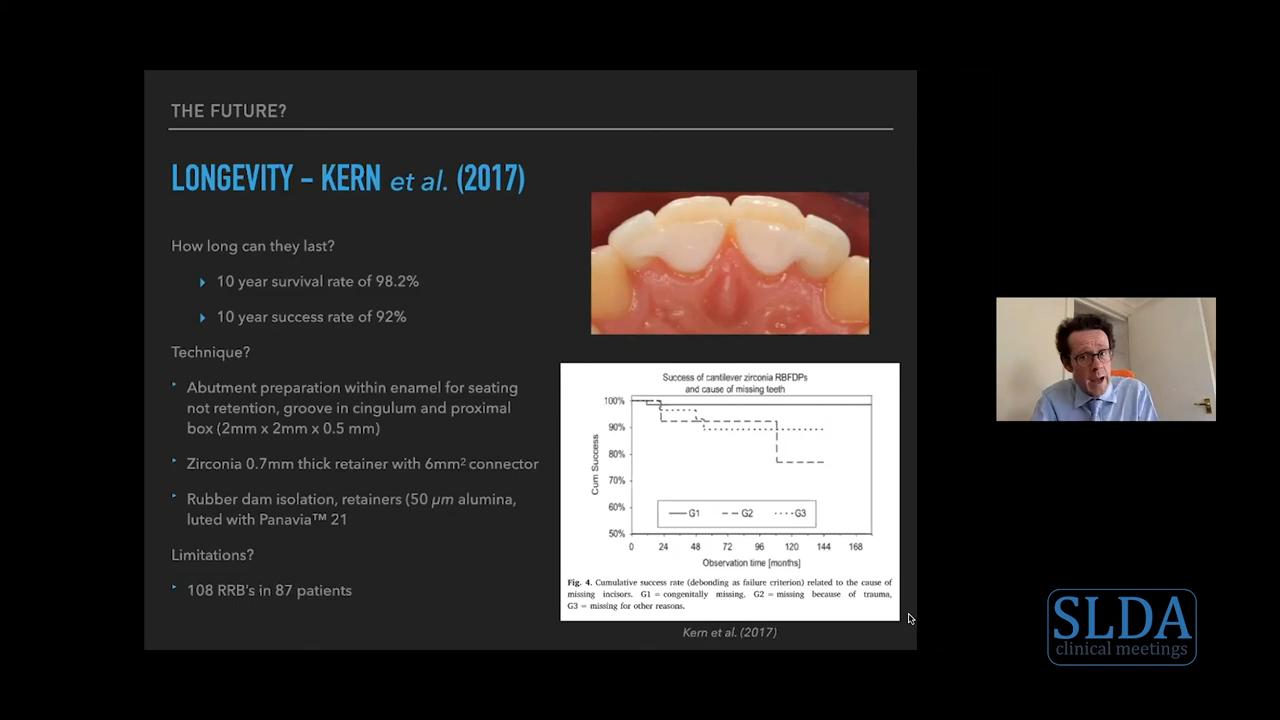 THE FUTURE?
LONGEVITY – KERN et al. (2017)
How long can they last?
10 year survival rate of 98.2%
10 year success rate of 92%
Technique?
Abutment preparation within enamel for seating
not retention, groove in cingulum and proximal
box (2mm x 2mm x 0.5 mm)
Zirconia 0.7mm thick retainer with 6mm² connector
Rubber dam isolation, retainers (50 µm alumina,
luted with Panavia™ 21
Limitations?
108 RRB's in 87 patients
Success of cantilever zirconia RBFDPs
and cause of missing teeth
100%
90%
80%
70%
60%
50%
Cum Success
G1 G2 G3
0 24 48 72 96 120 144 168
Observation time [months]
Fig. 4. Cumulative success rate (debonding as failure criterion) related to the cause of
missing incisors. G1 = congenitally missing, G2 = missing because of trauma,
G3 = missing for other reasons.
Kern et al. (2017)
SLDA
clinical meetings